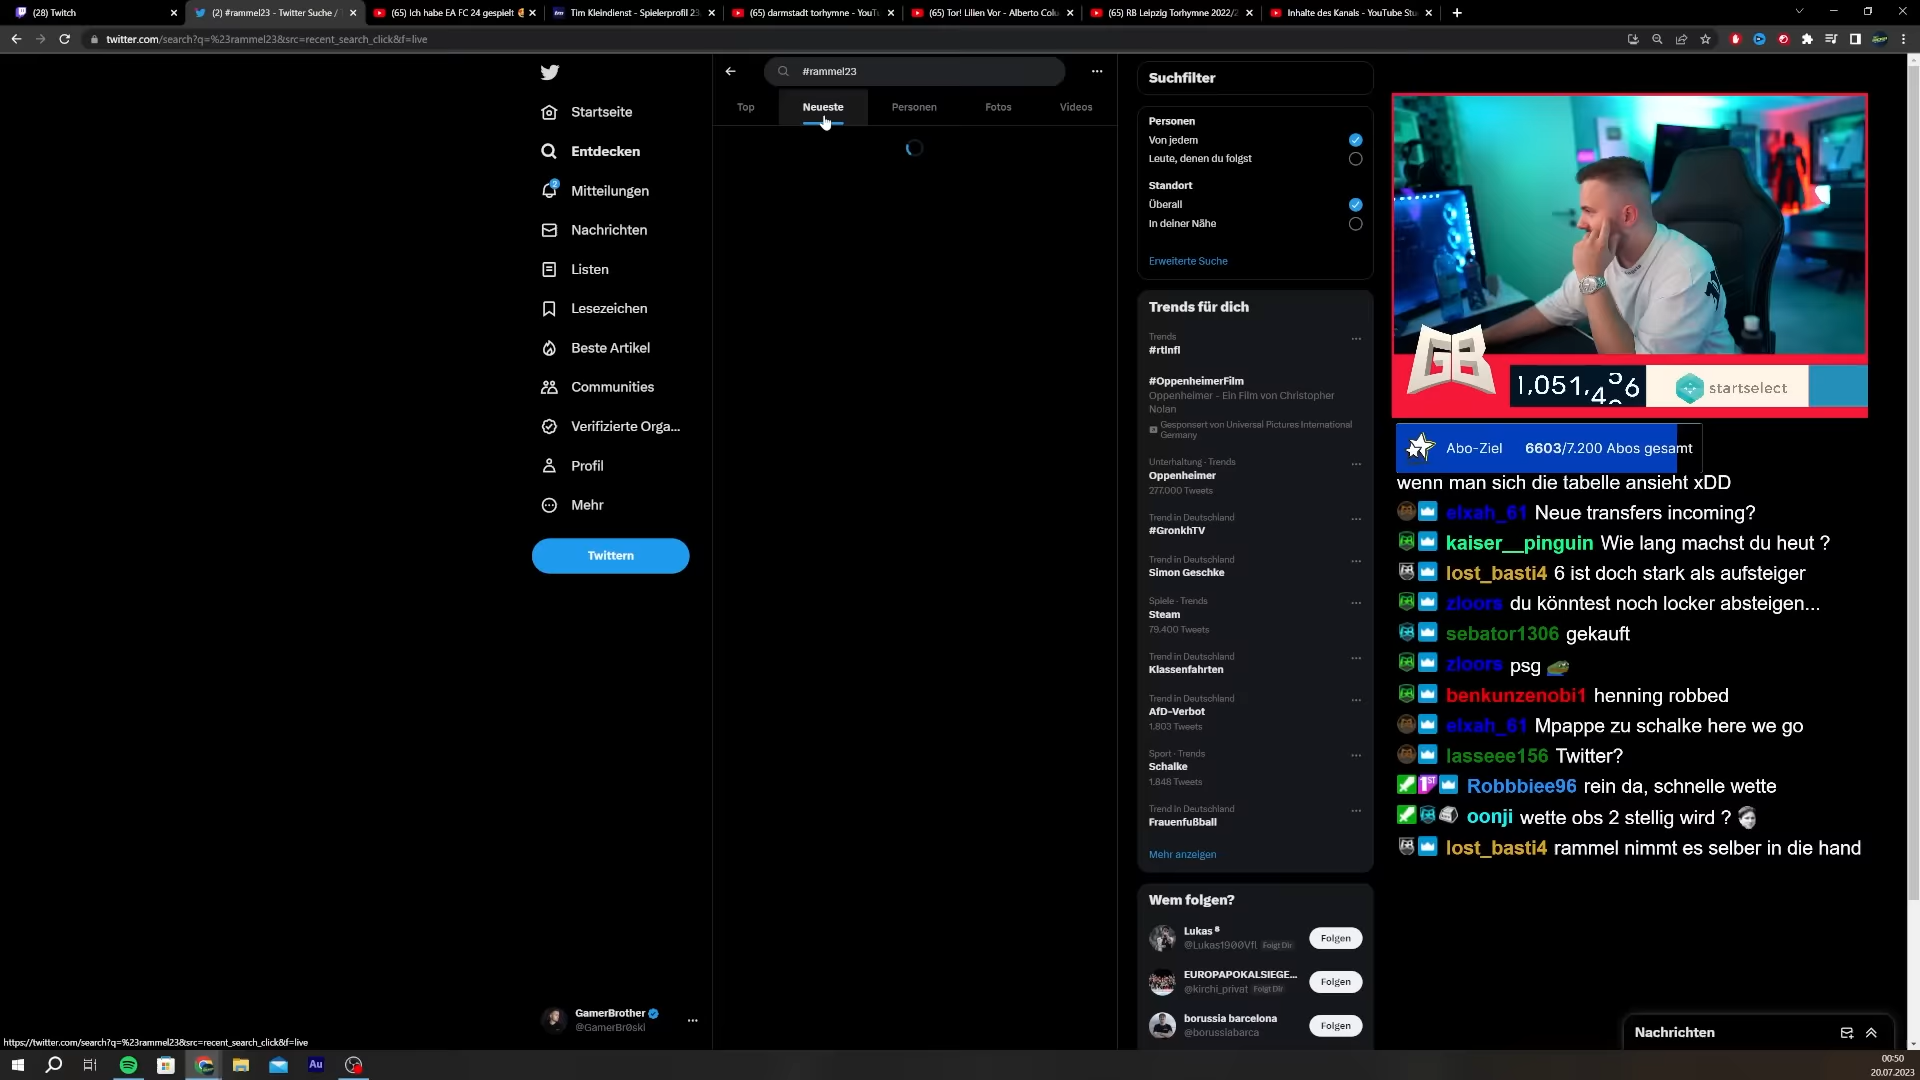 (28) Twitch
(2) #rammel23 - Twitter Suche /
(65) Ich habe EA FC 24 gespielt
Tim Kleindienst - Spielerprofil 23
(65) darmstadt torhymne - YouTu
(65) Tor! Lilien Vor - Alberto Colu
(65) RB Leipzig Torhymne 2022/2
Inhalte des Kanals - YouTube Stu
twitter.com/search?q=%23rammel23&src=recent_search_click&f=live
Startseite
Entdecken
2
Mitteilungen
Nachrichten
Listen
Lesezeichen
Beste Artikel
Communities
Verifizierte Orga...
Profil
Mehr
Twittern
GamerBrother
@GamerBr0ski
https://twitter.com/search?q=%23rammel23&src=recent_search_click&f=live
#rammel23
Top
Neueste
Personen
Fotos
Videos
Suchfilter
Personen
Von jedem
Leute, denen du folgst
Standort
Überall
In deiner Nähe
Erweiterte Suche
Trends für dich
Trends
#rtlnfl
#OppenheimerFilm
Oppenheimer - Ein Film von Christopher
Nolan
Gesponsert von Universal Pictures International
Germany
Unterhaltung · Trends
Oppenheimer
277.000 Tweets
Trend in Deutschland
#GronkhTV
Trend in Deutschland
Simon Geschke
Spiele · Trends
Steam
79.400 Tweets
Trend in Deutschland
Klassenfahrten
Trend in Deutschland
AfD-Verbot
1.803 Tweets
Sport · Trends
Schalke
1.848 Tweets
Trend in Deutschland
Frauenfußball
Mehr anzeigen
Wem folgen?
Lukas
@Lukas1900Vfl Folgt Dir
Folgen
EUROPAPOKALSIEGE...
@kirchi_privat Folgt Dir
Folgen
borussia barcelona
@borussiabarca
Folgen
GB
startselect
Abo-Ziel 6603/7.200 Abos gesamt
wenn man sich die tabelle ansieht xDD
elxah_61 Neue transfers incoming?
kaiser__pinguin Wie lang machst du heut ?
lost_basti4 6 ist doch stark als aufsteiger
zloors du könntest noch locker absteigen...
sebator1306 gekauft
zloors psg
benkunzenobi1 henning robbed
elxah_61 Mpappe zu schalke here we go
lasseee156 Twitter?
1ST Robbbiee96 rein da, schnelle wette
oonji wette obs 2 stellig wird ?
lost_basti4 rammel nimmt es selber in die hand
Nachrichten
Au
00:50
20.07.2023